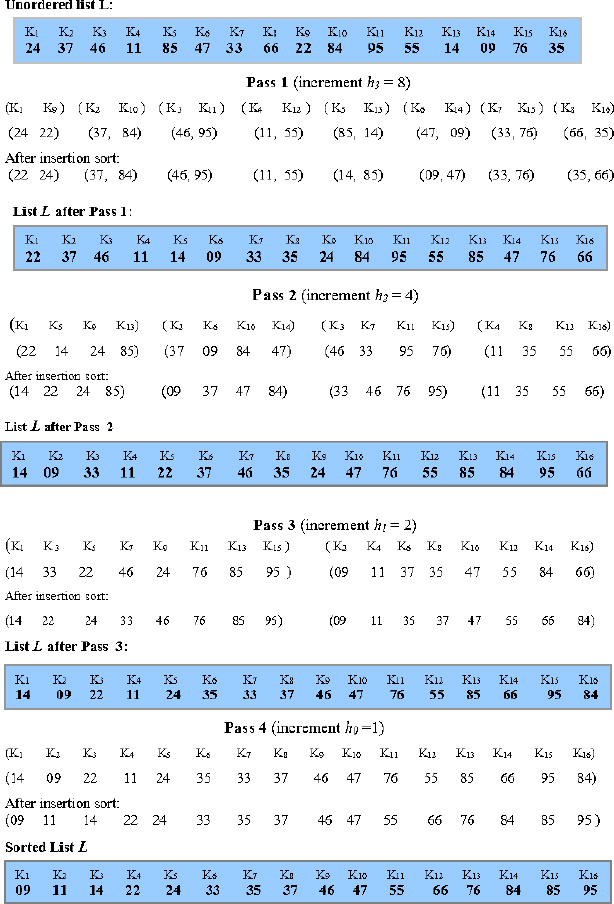 Unordered list L:
K1 K2 K3 K4 K5 K6 K7 K8 K9 K10 K11 K12 K13 K14 K15 K16
24 37 46 11 85 47 33 66 22 84 95 55 14 09 76 35
Pass 1 (increment h3 = 8)
(K1 K9 ) ( K2 K10 ) ( K3 K11 ) ( K4 K12 ) ( K5 K13) ( K6 K14 ) ( K7 K15 ) ( K8 K16)
(24 22) (37, 84) (46, 95) (11, 55) (85, 14) (47, 09) (33, 76) (66, 35)
After insertion sort:
(22 24) (37, 84) (46, 95) (11, 55) (14, 85) (09, 47) (33, 76) (35, 66)
List L after Pass 1:
K1 K2 K3 K4 K5 K6 K7 K8 K9 K10 K11 K12 K13 K14 K15 K16
22 37 46 11 14 09 33 35 24 84 95 55 85 47 76 66
Pass 2 (increment h2 = 4)
(K1 K5 K9 K13) ( K2 K6 K10 K14) ( K3 K7 K11 K15) ( K4 K8 K12 K16)
(22 14 24 85) (37 09 84 47) (46 33 95 76) (11 35 55 66)
After insertion sort:
(14 22 24 85) (09 37 47 84) (33 46 76 95) (11 35 55 66)
List L after Pass 2
K1 K2 K3 K4 K5 K6 K7 K8 K9 K10 K11 K12 K13 K14 K15 K16
14 09 33 11 22 37 46 35 24 47 76 55 85 84 95 66
Pass 3 (increment h1 = 2)
(K1 K3 K5 K7 K9 K11 K13 K15 ) ( K2 K4 K6 K8 K10 K12 K14 K16)
(14 33 22 46 24 76 85 95 ) (09 11 37 35 47 55 84 66)
After insertion sort:
(14 22 24 33 46 76 85 95) (09 11 35 37 47 55 66 84)
List L after Pass 3:
K1 K2 K3 K4 K5 K6 K7 K8 K9 K10 K11 K12 K13 K14 K15 K16
14 09 22 11 24 35 33 37 46 47 76 55 85 66 95 84
Pass 4 (increment h0 =1)
(K1 K2 K3 K4 K5 K6 K7 K8 K9 K10 K11 K12 K13 K14 K15 K16)
(14 09 22 11 24 35 33 37 46 47 76 55 85 66 95 84)
After insertion sort:
(09 11 14 22 24 33 35 37 46 47 55 66 76 84 85 95 )
Sorted List L
K1 K2 K3 K4 K5 K6 K7 K8 K9 K10 K11 K12 K13 K14 K15 K16
09 11 14 22 24 33 35 37 46 47 55 66 76 84 85 95